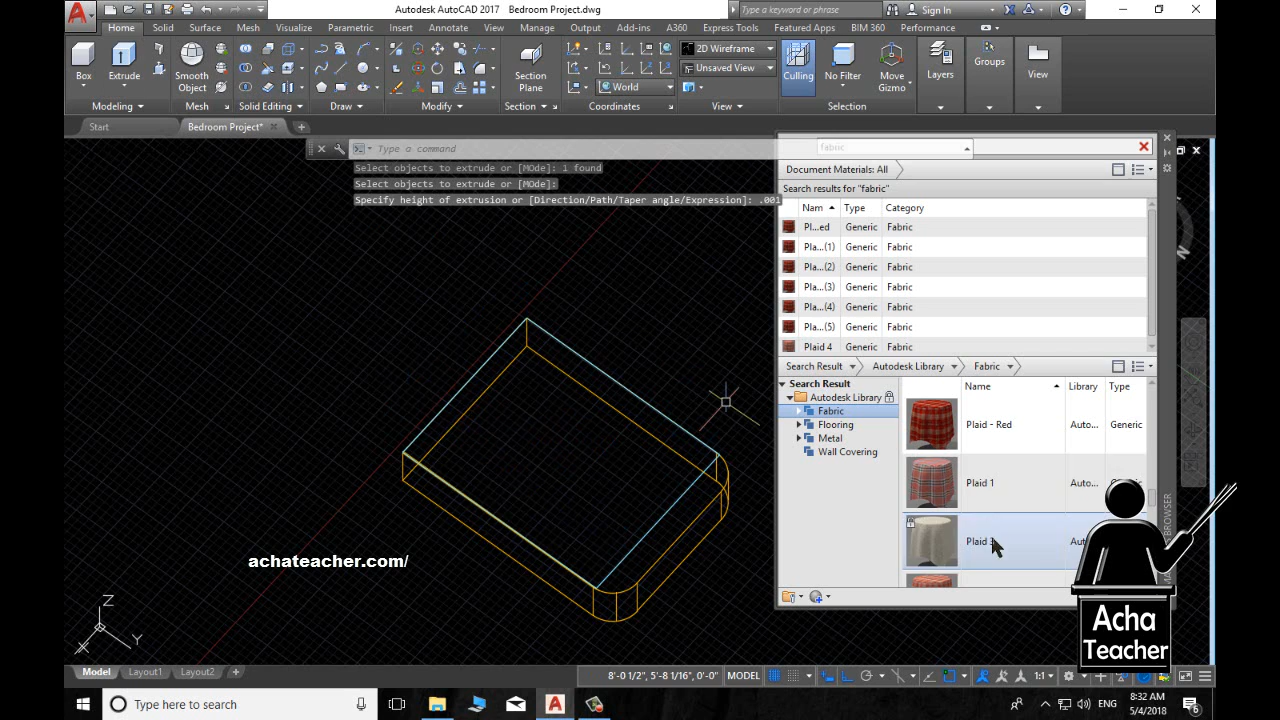 Autodesk AutoCAD 2017 Bedroom Project.dwg
Type a keyword or phrase
Sign In
Home Solid Surface Mesh Visualize Parametric Insert Annotate View Manage Output Add-ins A360 Express Tools Featured Apps BIM 360 Performance
Box
Extrude
Smooth Object
Section Plane
2D Wireframe
Unsaved View
World
Culling
No Filter
Move Gizmo
Layers
Groups
View
Modeling
Mesh
Solid Editing
Draw
Modify
Section
Coordinates
View
Selection
Start
Bedroom Project*
Type a command
Select objects to extrude or [MOde]: 1 found
Select objects to extrude or [MOde]:
Specify height of extrusion or [Direction/Path/Taper angle/Expression]: .001
fabric
Document Materials: All
Search results for "fabric"
Nam Type Category
Pl...ed Generic Fabric
Pla...(1) Generic Fabric
Pla...(2) Generic Fabric
Pla...(3) Generic Fabric
Pla...(4) Generic Fabric
Pla...(5) Generic Fabric
Plaid 4 Generic Fabric
Search Result Autodesk Library Fabric
Search Result
Autodesk Library
Fabric
Flooring
Metal
Wall Covering
Name Library Type
Plaid - Red Auto... Generic
Plaid 1 Auto...
Plaid
N
BROWSER
achateacher.com/
Z
Y
X
Acha
Teacher
Model Layout1 Layout2
8'-0 1/2", 5'-8 1/16", 0'-0" MODEL
1:1
Type here to search
ENG
8:32 AM
5/4/2018
6